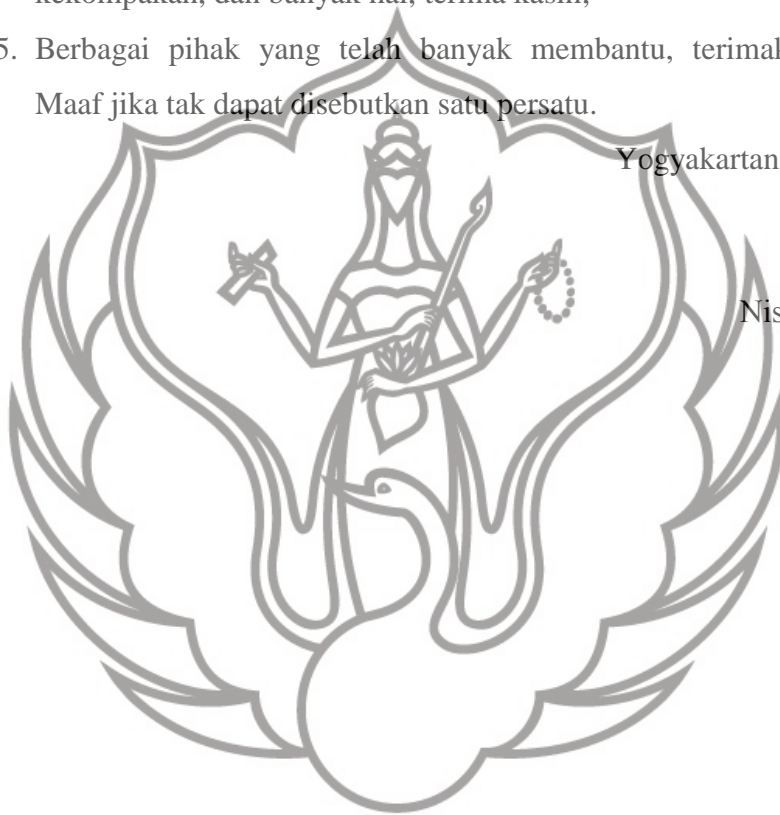 kekompakan, dan banyak hal, terima kasih,
5. Berbagai pihak yang telah banyak membantu, terimak
Maaf jika tak dapat disebutkan satu persatu.
Yogyakartan
Nis